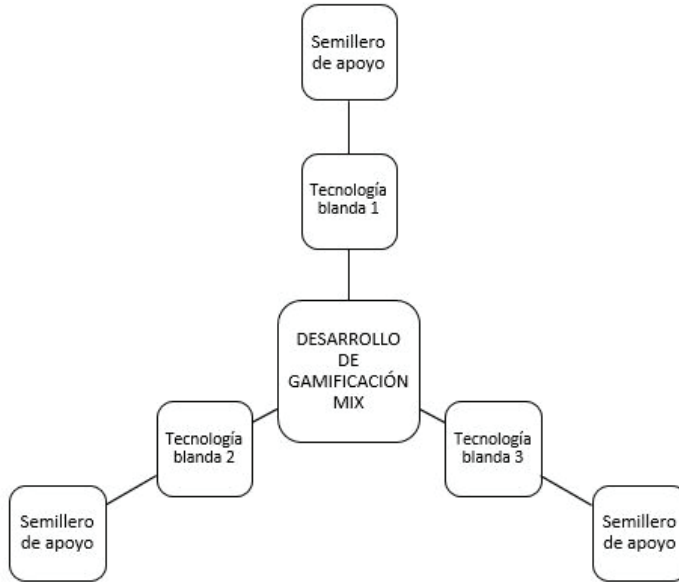 Semillero
de apoyo
Tecnología
blanda 1
DESARROLLO
DE
GAMIFICACIÓN
MIX
Tecnología
blanda 2
Tecnología
blanda 3
Semillero
de apoyo
Semillero
de apoyo